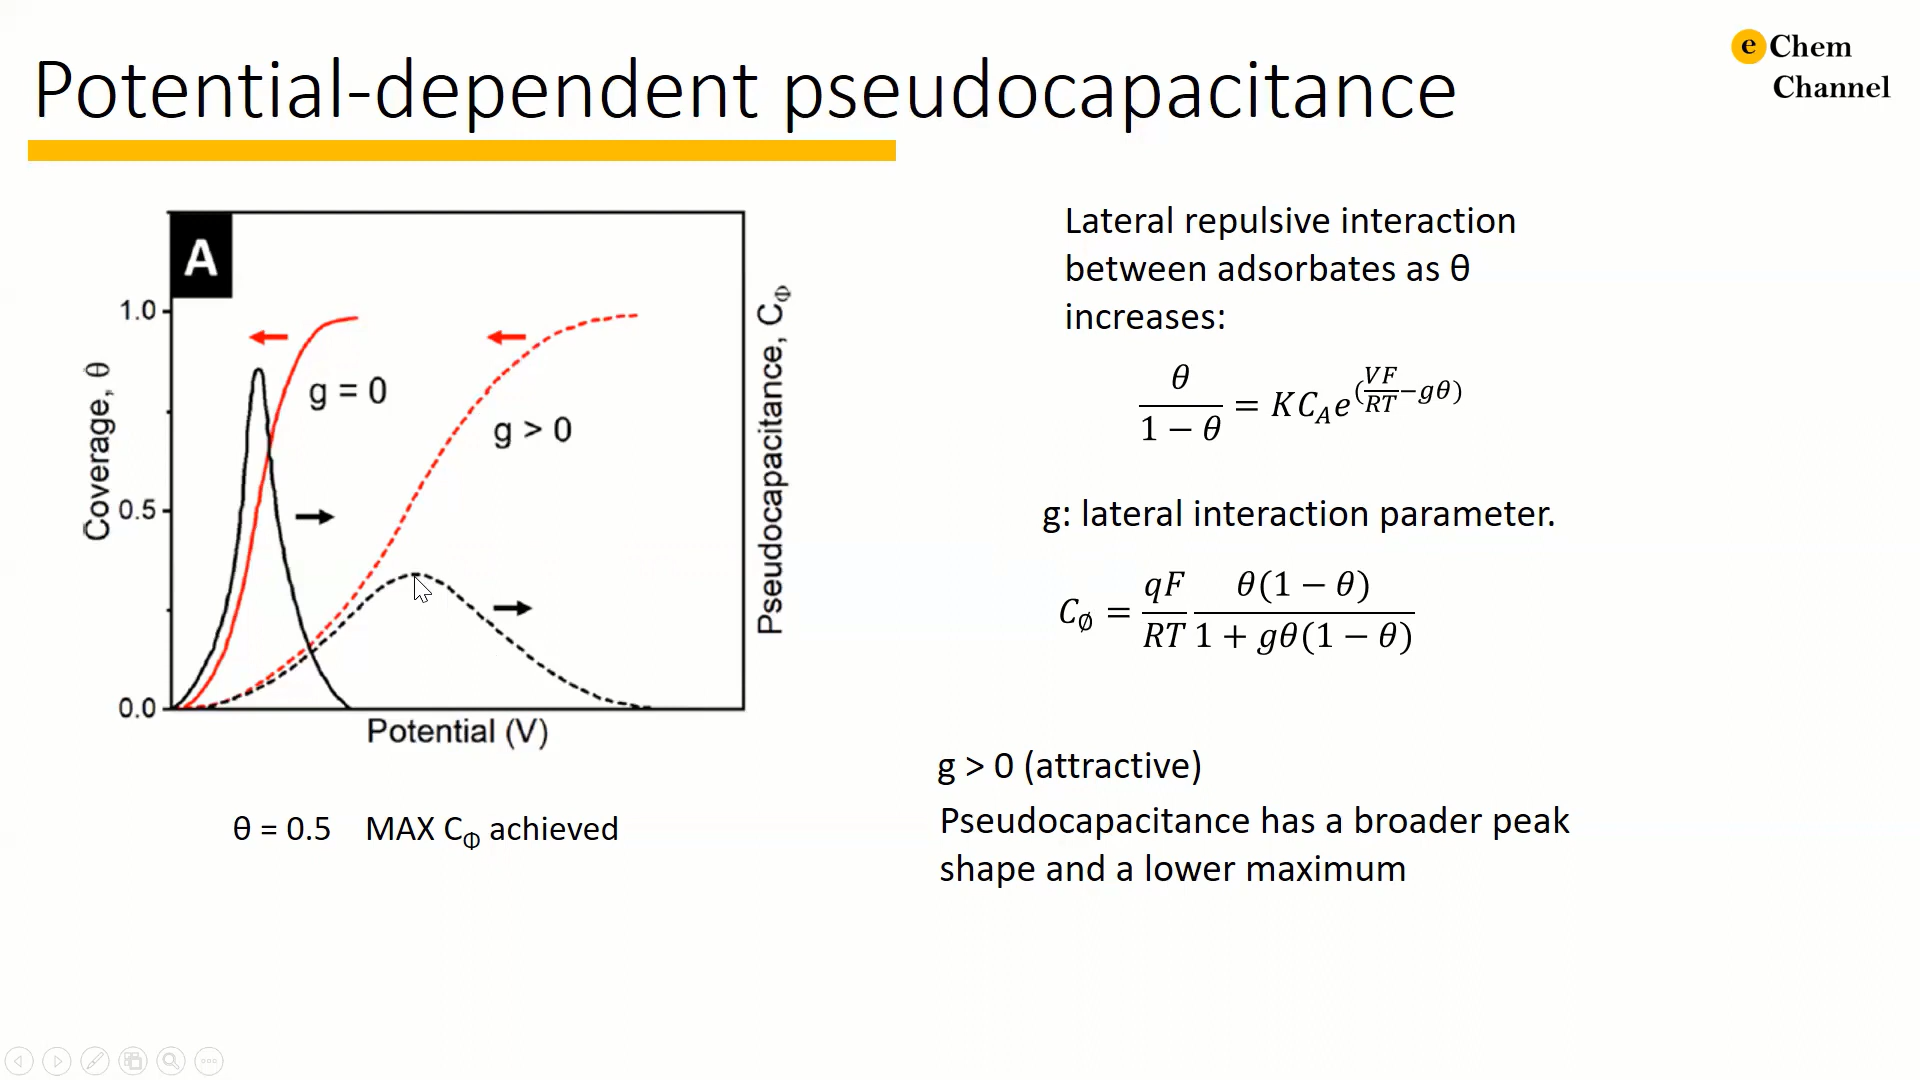 Potential-dependent pseudocapacitance
e Chem
Channel
A
1.0
0.5
0.0
Coverage, θ
g = 0
g > 0
Pseudocapacitance, C_Φ
Potential (V)
θ = 0.5 MAX C_Φ achieved
Lateral repulsive interaction
between adsorbates as θ
increases:
θ/(1 − θ) = KC_A e^((VF/RT)−gθ)
g: lateral interaction parameter.
C_∅ = (qF/RT) θ(1 − θ)/(1 + gθ(1 − θ))
g > 0 (attractive)
Pseudocapacitance has a broader peak
shape and a lower maximum